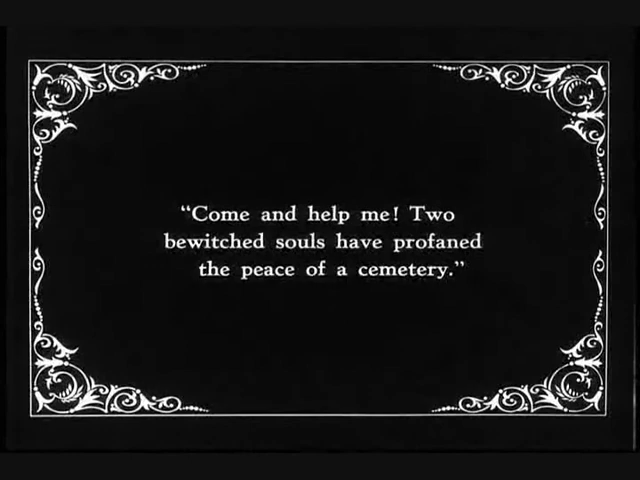 “Come and help me! Two
bewitched souls have profaned
the peace of a cemetery.”